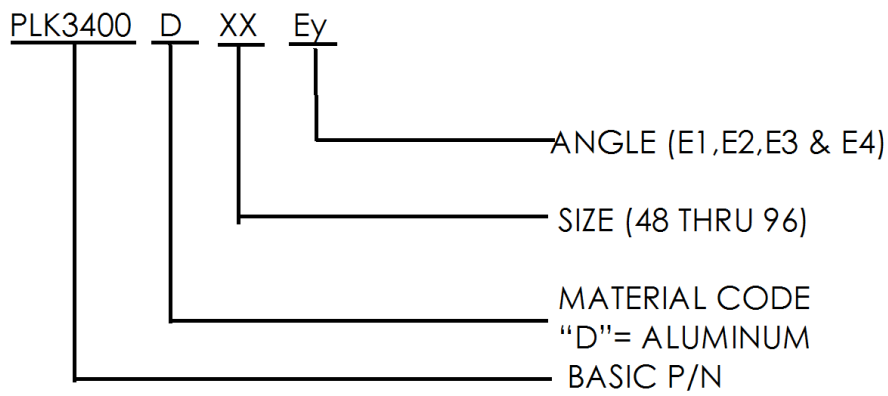 PLK3400 D XX Ey
ANGLE (E1,E2,E3 & E4)
SIZE (48 THRU 96)
MATERIAL CODE
“D”= ALUMINUM
BASIC P/N